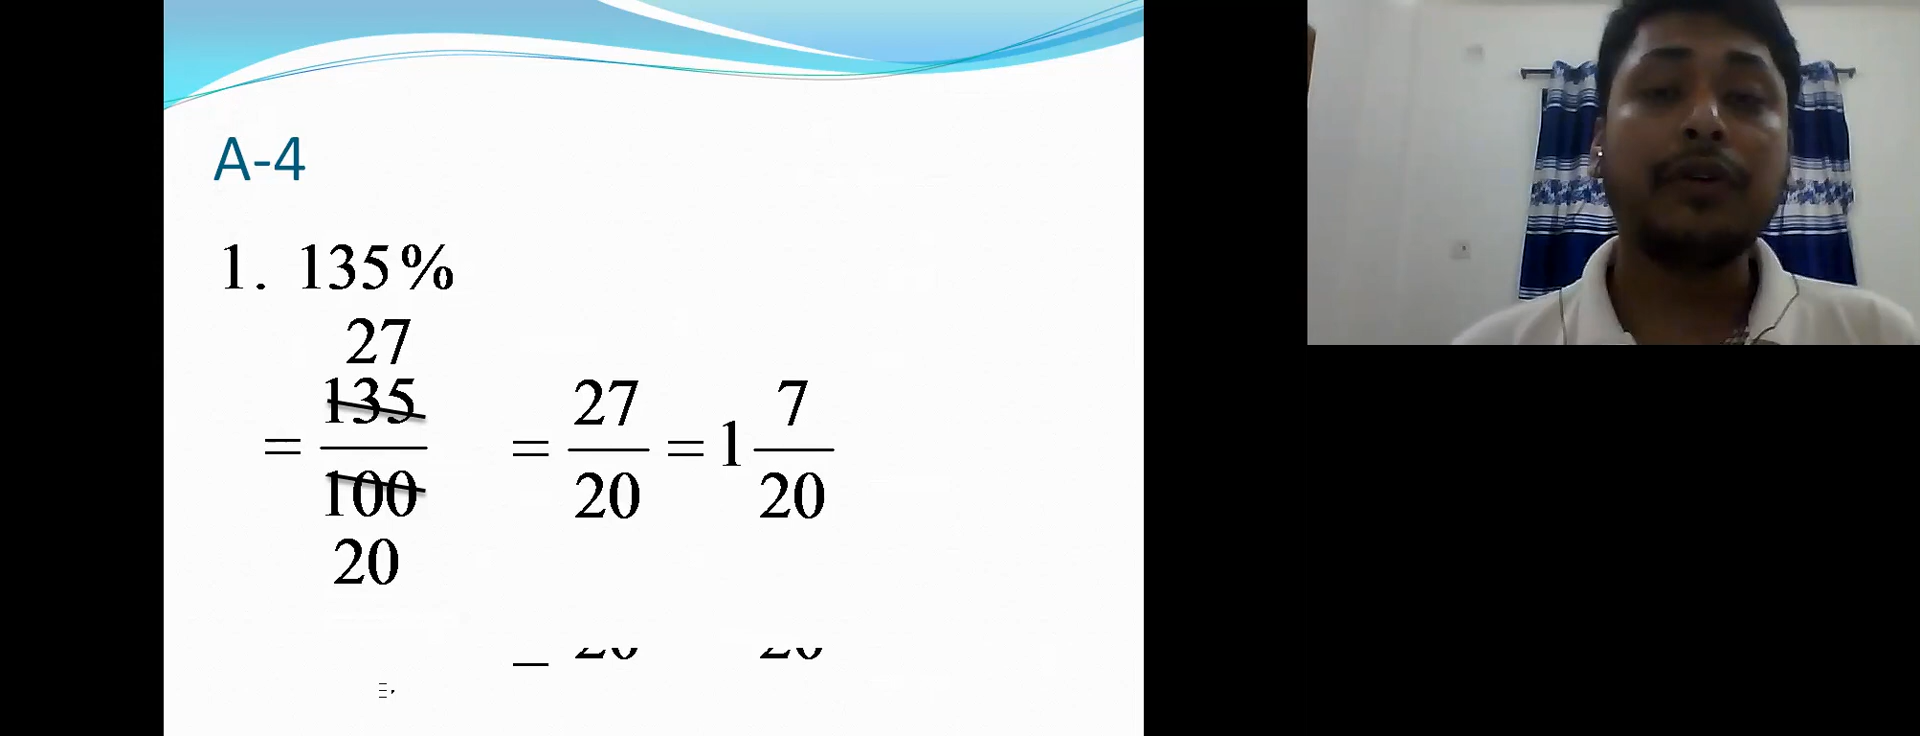 A-4
1. 135%
27
= 135/100 = 27/20 = 1 7/20
20